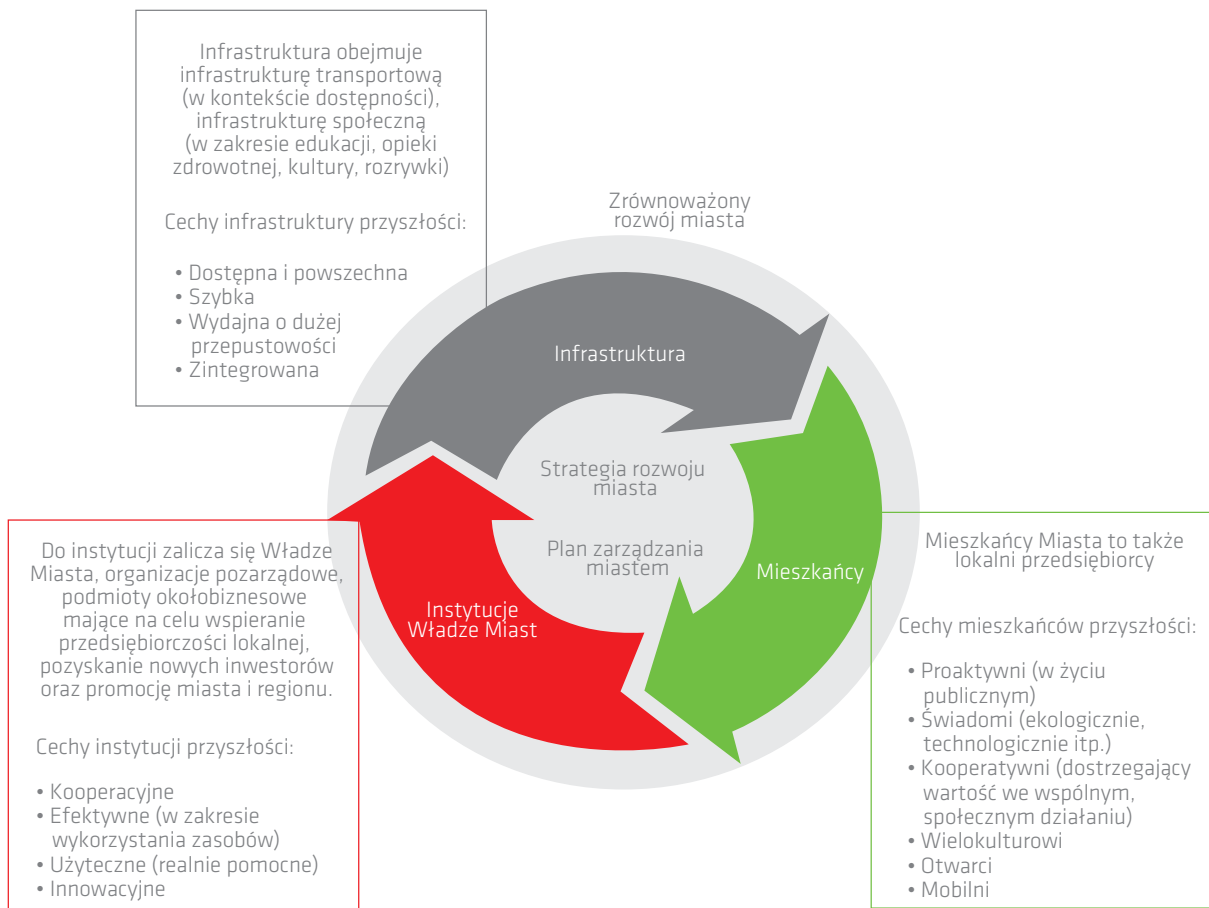 Infrastruktura obejmuje
infrastrukturę transportową
(w kontekście dostępności),
infrastrukturę społeczną
(w zakresie edukacji, opieki
zdrowotnej, kultury, rozrywki)
Cechy infrastruktury przyszłości:
• Dostępna i powszechna
• Szybka
• Wydajna o dużej
przepustowości
• Zintegrowana
Zrównoważony
rozwój miasta
Infrastruktura
Strategia rozwoju
miasta
Plan zarządzania
miastem
Mieszkańcy
Instytucje
Władze Miast
Do instytucji zalicza się Władze
Miasta, organizacje pozarządowe,
podmioty okołobiznesowe
mające na celu wspieranie
przedsiębiorczości lokalnej,
pozyskanie nowych inwestorów
oraz promocję miasta i regionu.
Cechy instytucji przyszłości:
• Kooperacyjne
• Efektywne (w zakresie
wykorzystania zasobów)
• Użyteczne (realnie pomocne)
• Innowacyjne
Mieszkańcy Miasta to także
lokalni przedsiębiorcy
Cechy mieszkańców przyszłości:
• Proaktywni (w życiu
publicznym)
• Świadomi (ekologicznie,
technologicznie itp.)
• Kooperatywni (dostrzegający
wartość we wspólnym,
społecznym działaniu)
• Wielokulturowi
• Otwarci
• Mobilni